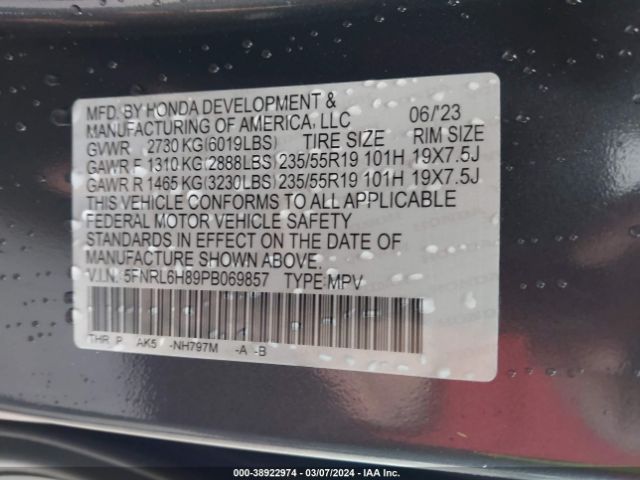 MFD. BY HONDA DEVELOPMENT & 06/'23
MANUFACTURING OF AMERICA, LLC
GVWR 2730 KG(6019LBS) TIRE SIZE RIM SIZE
GAWR F 1310 KG(2888LBS) 235/55R19 101H 19X7.5J
GAWR R 1465 KG(3230LBS) 235/55R19 101H 19X7.5J
THIS VEHICLE CONFORMS TO ALL APPLICABLE
FEDERAL MOTOR VEHICLE SAFETY
STANDARDS IN EFFECT ON THE DATE OF
MANUFACTURE SHOWN ABOVE.
V.I.N. 5FNRL6H89PB069857 TYPE:MPV
THR P AK5 -NH797M -A -B
000-38922974 - 03/07/2024 - IAA Inc.